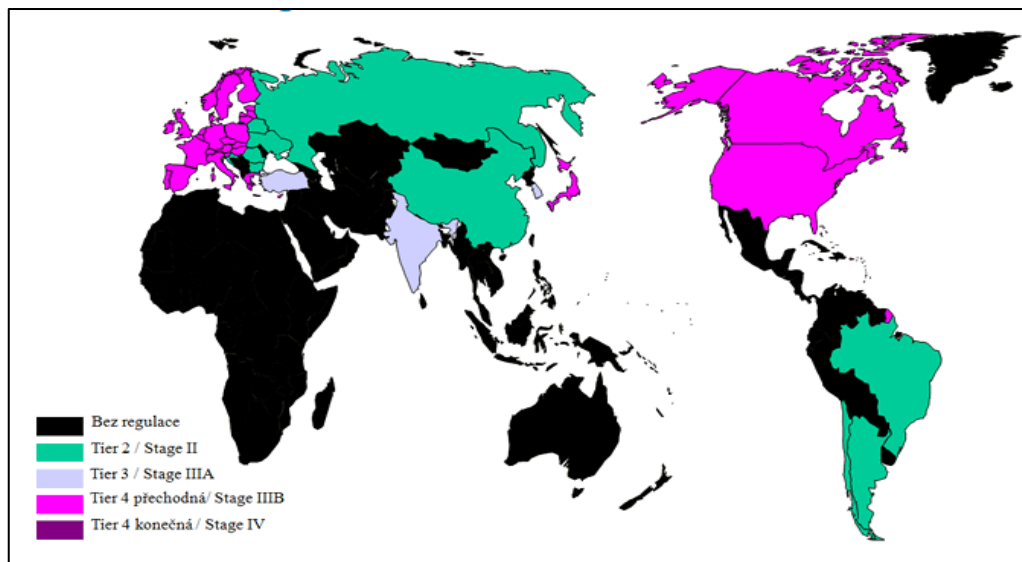 Bez regulace
Tier 2 / Stage II
Tier 3 / Stage IIIA
Tier 4 přechodná/ Stage IIIB
Tier 4 konečná / Stage IV